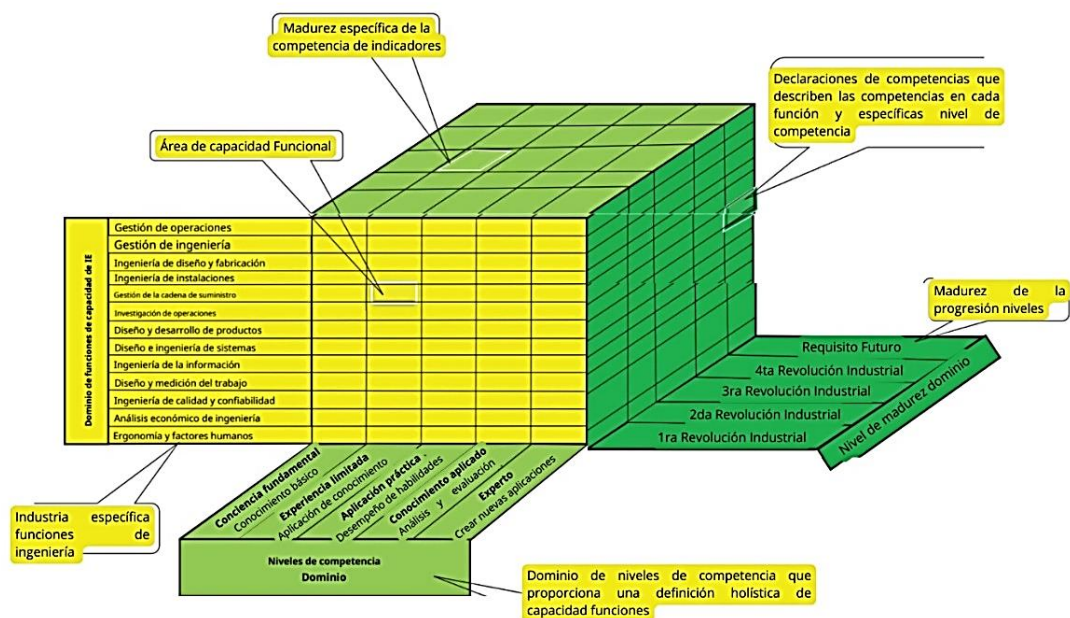 Madurez específica de la
competencia de indicadores
Declaraciones de competencias que
describen las competencias en cada
función y específicas nivel de
competencia
Área de capacidad Funcional
Dominio de funciones de capacidad de IE
Gestión de operaciones
Gestión de ingeniería
Ingeniería de diseño y fabricación
Ingeniería de instalaciones
Gestión de la cadena de suministro
Investigación de operaciones
Diseño y desarrollo de productos
Diseño e ingeniería de sistemas
Ingeniería de la información
Diseño y medición del trabajo
Ingeniería de calidad y confiabilidad
Análisis económico de ingeniería
Ergonomía y factores humanos
Madurez de la
progresión niveles
Requisito Futuro
4ta Revolución Industrial
3ra Revolución Industrial
2da Revolución Industrial
1ra Revolución Industrial
Nivel de madurez dominio
Conciencia fundamental
Conocimiento básico
Experiencia limitada
Aplicación de conocimiento
Aplicación práctica
Desempeño de habilidades
Conocimiento aplicado
Análisis y evaluación
Experto
Crear nuevas aplicaciones
Industria específica
funciones de
ingeniería
Niveles de competencia
Dominio
Dominio de niveles de competencia que
proporciona una definición holística de
capacidad funciones